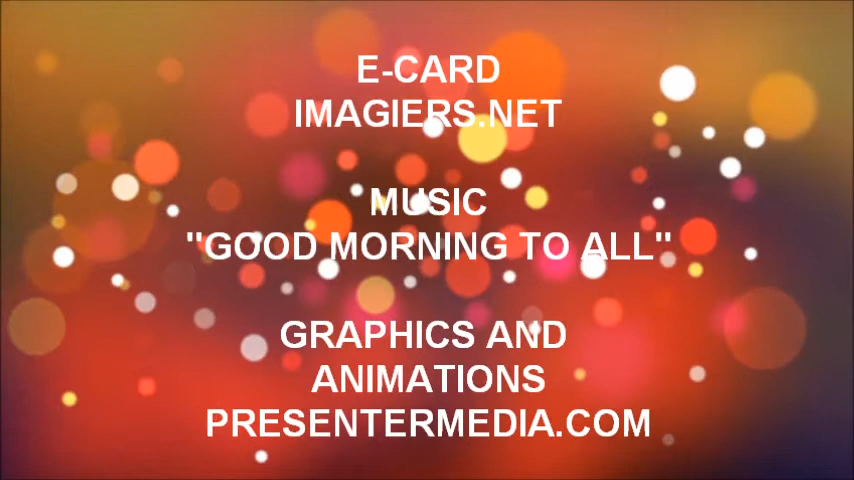 E-CARD
IMAGIERS.NET
MUSIC
"GOOD MORNING TO ALL"
GRAPHICS AND
ANIMATIONS
PRESENTERMEDIA.COM